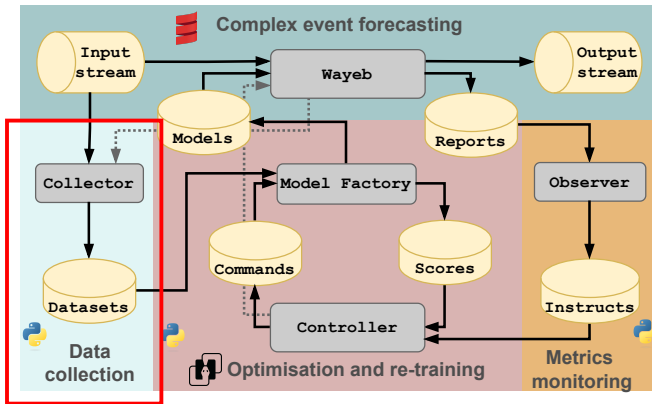 Complex event forecasting
Input
stream
Wayeb
Output
stream
Models
Reports
Collector
Model Factory
Observer
Datasets
Commands
Scores
Instructs
Controller
Data
collection
Optimisation and re-training
Metrics
monitoring